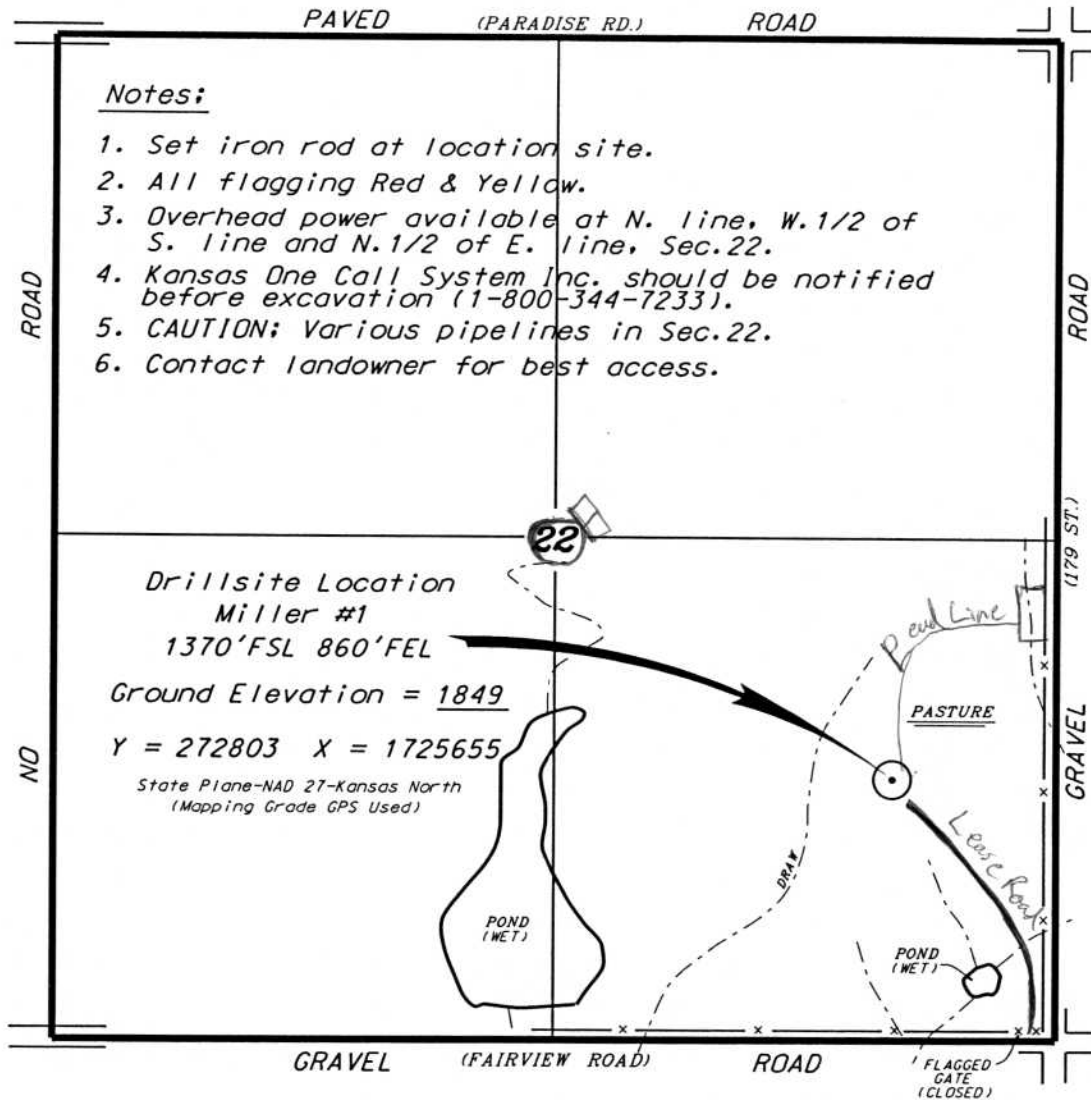 PAVED (PARADISE RD.) ROAD
Notes:
1. Set iron rod at location site.
2. All flagging Red & Yellow.
3. Overhead power available at N. line, W.1/2 of
S. line and N.1/2 of E. line, Sec.22.
4. Kansas One Call System Inc. should be notified
before excavation (1-800-344-7233).
5. CAUTION; Various pipelines in Sec.22.
6. Contact landowner for best access.
ROAD
NO
ROAD
(179 ST.)
GRAVEL
22
Drillsite Location
Miller #1
1370'FSL 860'FEL
Ground Elevation = 1849
Y = 272803 X = 1725655
State Plane-NAD 27-Kansas North
(Mapping Grade GPS Used)
Line
PASTURE
Lease Road
DRAW
POND
(WET)
POND
(WET)
GRAVEL (FAIRVIEW ROAD) ROAD
FLAGGED
GATE
(CLOSED)